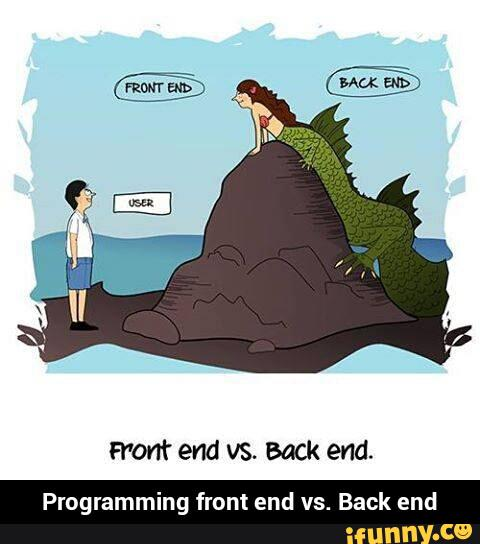 FRONT END
BACK END
USER
Front end vs. Back end.
Programming front end vs. Back end
ifunny.co